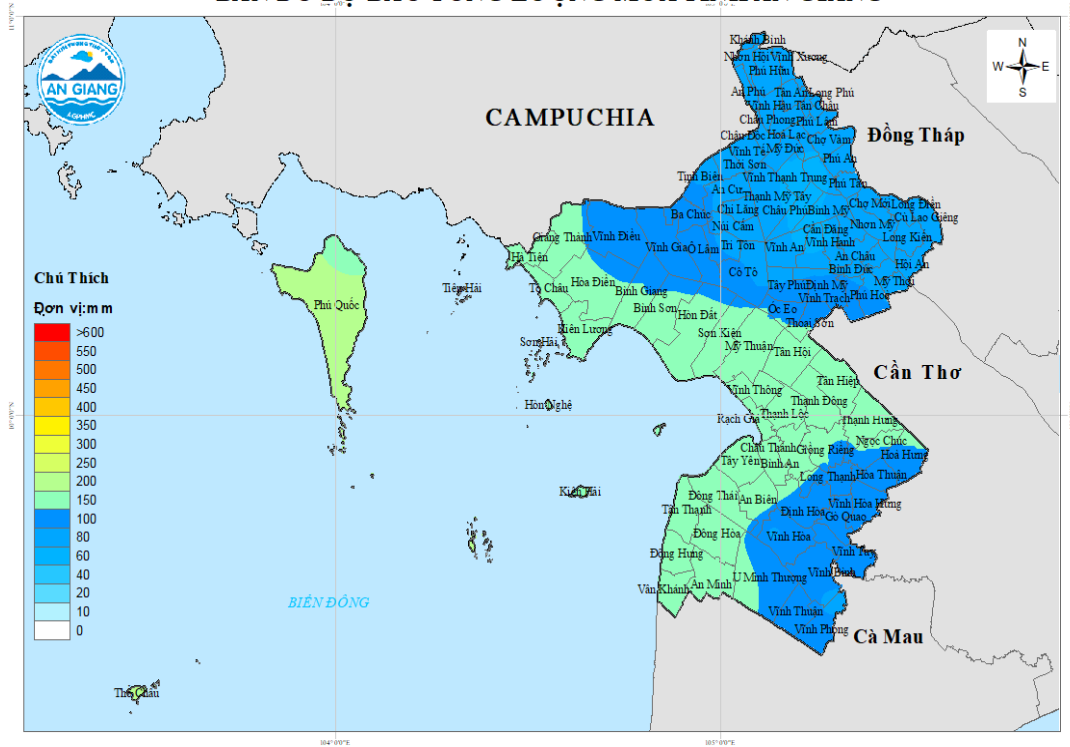 AN GIANG
LGPHMC
N
W E
S
CAMPUCHIA
Đồng Tháp
Cần Thơ
Cà Mau
BIỂN ĐÔNG
Khánh Bình
Nhơn Hội Vĩnh Xương
Phú Hữu
An Phú Tân An Long Phú
Vĩnh Hậu Tân Châu
Châu Phong Phú Lâm
Châu Đốc Hoà Lạc Chợ Vàm
Vĩnh Tế Mỹ Đức
Thới Sơn Phú An
Tịnh Biên Vĩnh Thạnh Trung Phú Tân
An Cư Thạnh Mỹ Tây
Chợ Mới Long Điền
Ba Chúc Chi Lăng Châu Phú Bình Mỹ Cù Lao Giêng
Núi Cấm Cần Đăng Nhơn Mỹ
Giang Thành Vĩnh Điều Vĩnh Gia Ô Lâm Tri Tôn Vĩnh An Vĩnh Hanh Long Kiến
Hà Tiên An Châu
Cô Tô Bình Đức Hội An
Tô Châu Hòa Điền Bình Giang Tây Phú Định Mỹ Mỹ Thới
Vĩnh Trạch Phú Hoà
Tiên Hải
Phú Quốc
Bình Sơn Hòn Đất Óc Eo
Thoại Sơn
Kiên Lương Sơn Kiên
Sơn Hải Mỹ Thuận Tân Hội
Tân Hiệp
Vĩnh Thông
Thạnh Đông
Hòn Nghệ
Rạch Giá Thạnh Lộc Thạnh Hưng
Ngọc Chúc
Châu Thành Giồng Riềng Hoà Hưng
Tây Yên Bình An
Long Thạnh Hòa Thuận
Kiên Hải
Đông Thái An Biên
Tân Thạnh Định Hòa Vĩnh Hòa Hưng
Gò Quao
Đông Hòa Vĩnh Hòa
Đông Hưng Vĩnh Tuy
U Minh Thượng Vĩnh Bình
Vân Khánh An Minh
Vĩnh Thuận
Vĩnh Phong
Thổ Châu
Chú Thích
Đơn vị:mm
>600
550
500
450
400
350
300
250
200
150
100
80
60
40
20
10
0
104°0'0"E
105°0'0"E